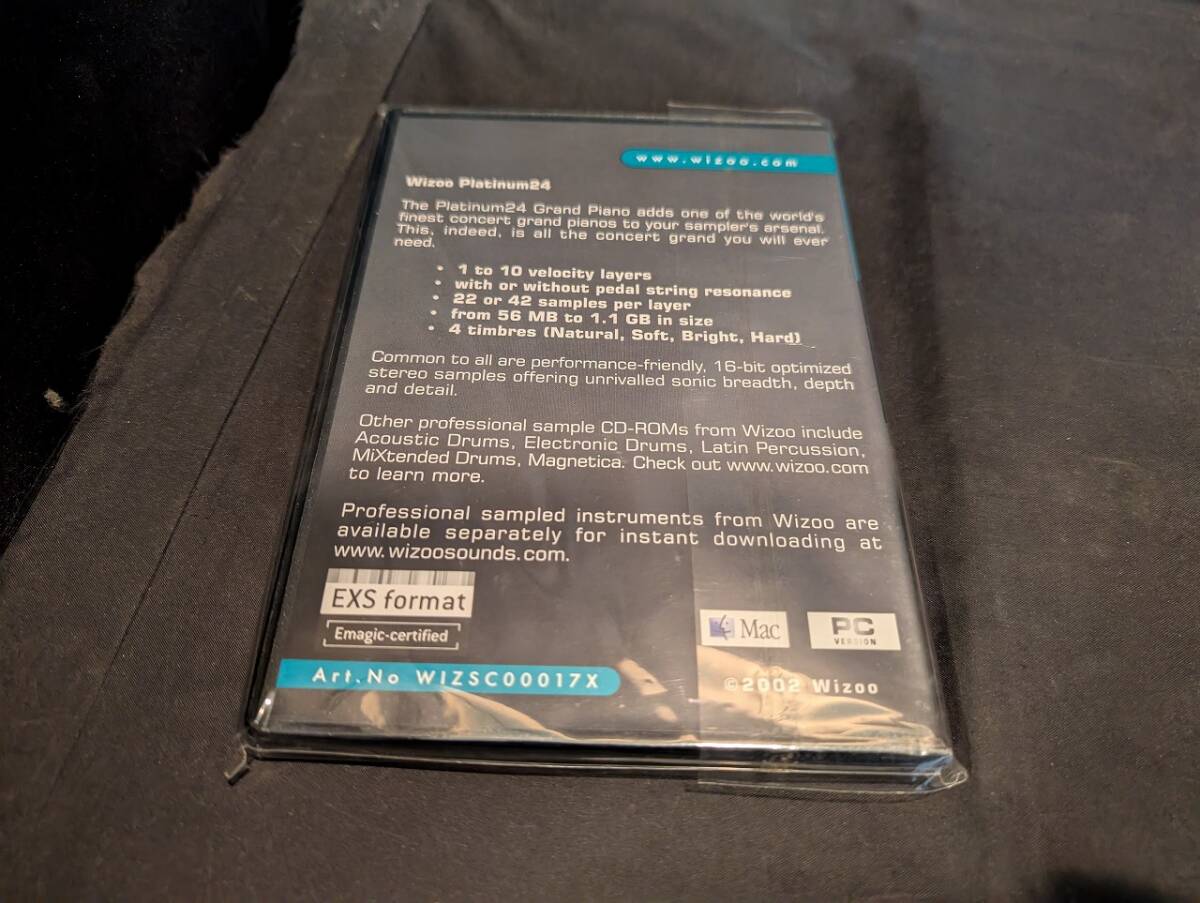 www.wizoo.com
Wizoo Platinum24
The Platinum24 Grand Piano adds one of the world's
finest concert grand pianos to your sampler's arsenal.
This, indeed, is all the concert grand you will ever
need.
• 1 to 10 velocity layers
• with or without pedal string resonance
• 22 or 42 samples per layer
• from 56 MB to 1.1 GB in size
• 4 timbres (Natural, Soft, Bright, Hard)
Common to all are performance-friendly, 16-bit optimized
stereo samples offering unrivalled sonic breadth, depth
and detail.
Other professional sample CD-ROMs from Wizoo include
Acoustic Drums, Electronic Drums, Latin Percussion,
MiXtended Drums, Magnetica. Check out www.wizoo.com
to learn more.
Professional sampled instruments from Wizoo are
available separately for instant downloading at
www.wizoosounds.com.
EXS format
Emagic-certified
Mac
PC
VERSION
Art.No WIZSC00017X
©2002 Wizoo